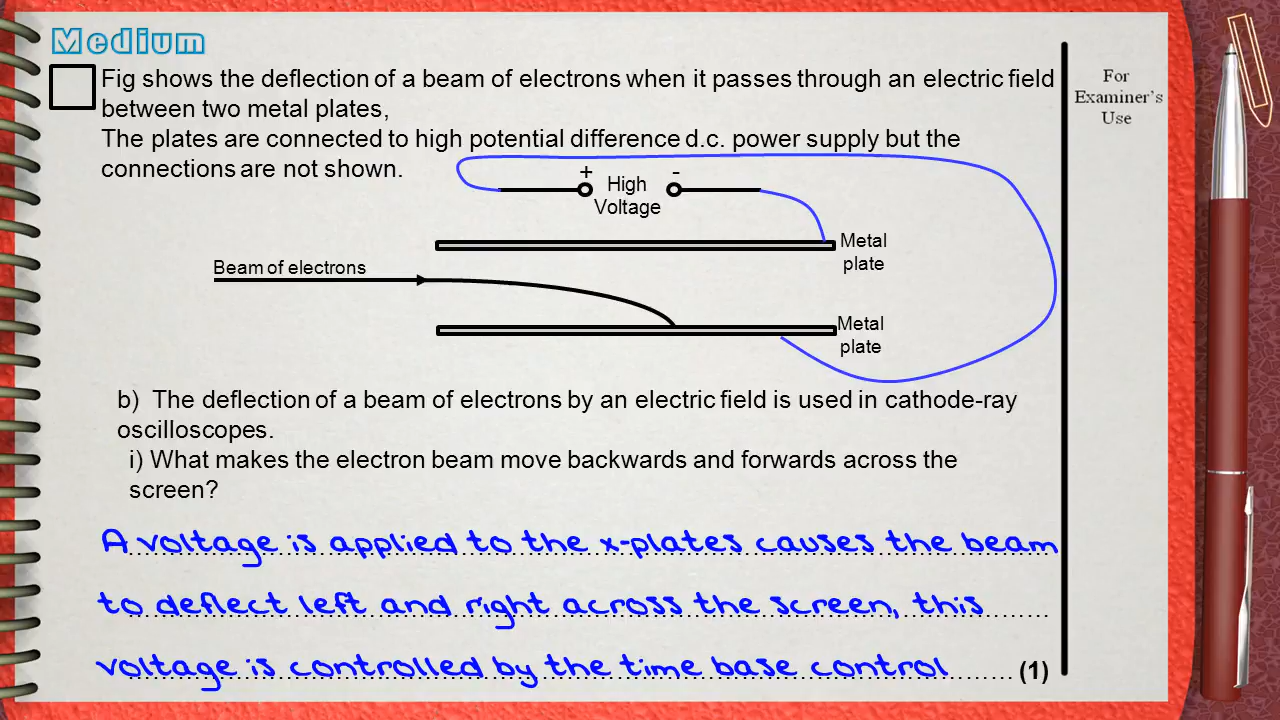 Medium
Fig shows the deflection of a beam of electrons when it passes through an electric field
between two metal plates,
The plates are connected to high potential difference d.c. power supply but the
connections are not shown.
For
Examiner's
Use
+ High -
Voltage
Metal
plate
Beam of electrons
Metal
plate
b) The deflection of a beam of electrons by an electric field is used in cathode-ray
oscilloscopes.
i) What makes the electron beam move backwards and forwards across the
screen?
A voltage is applied to the x-plates causes the beam
to deflect left and right across the screen, this
voltage is controlled by the time base control
(1)